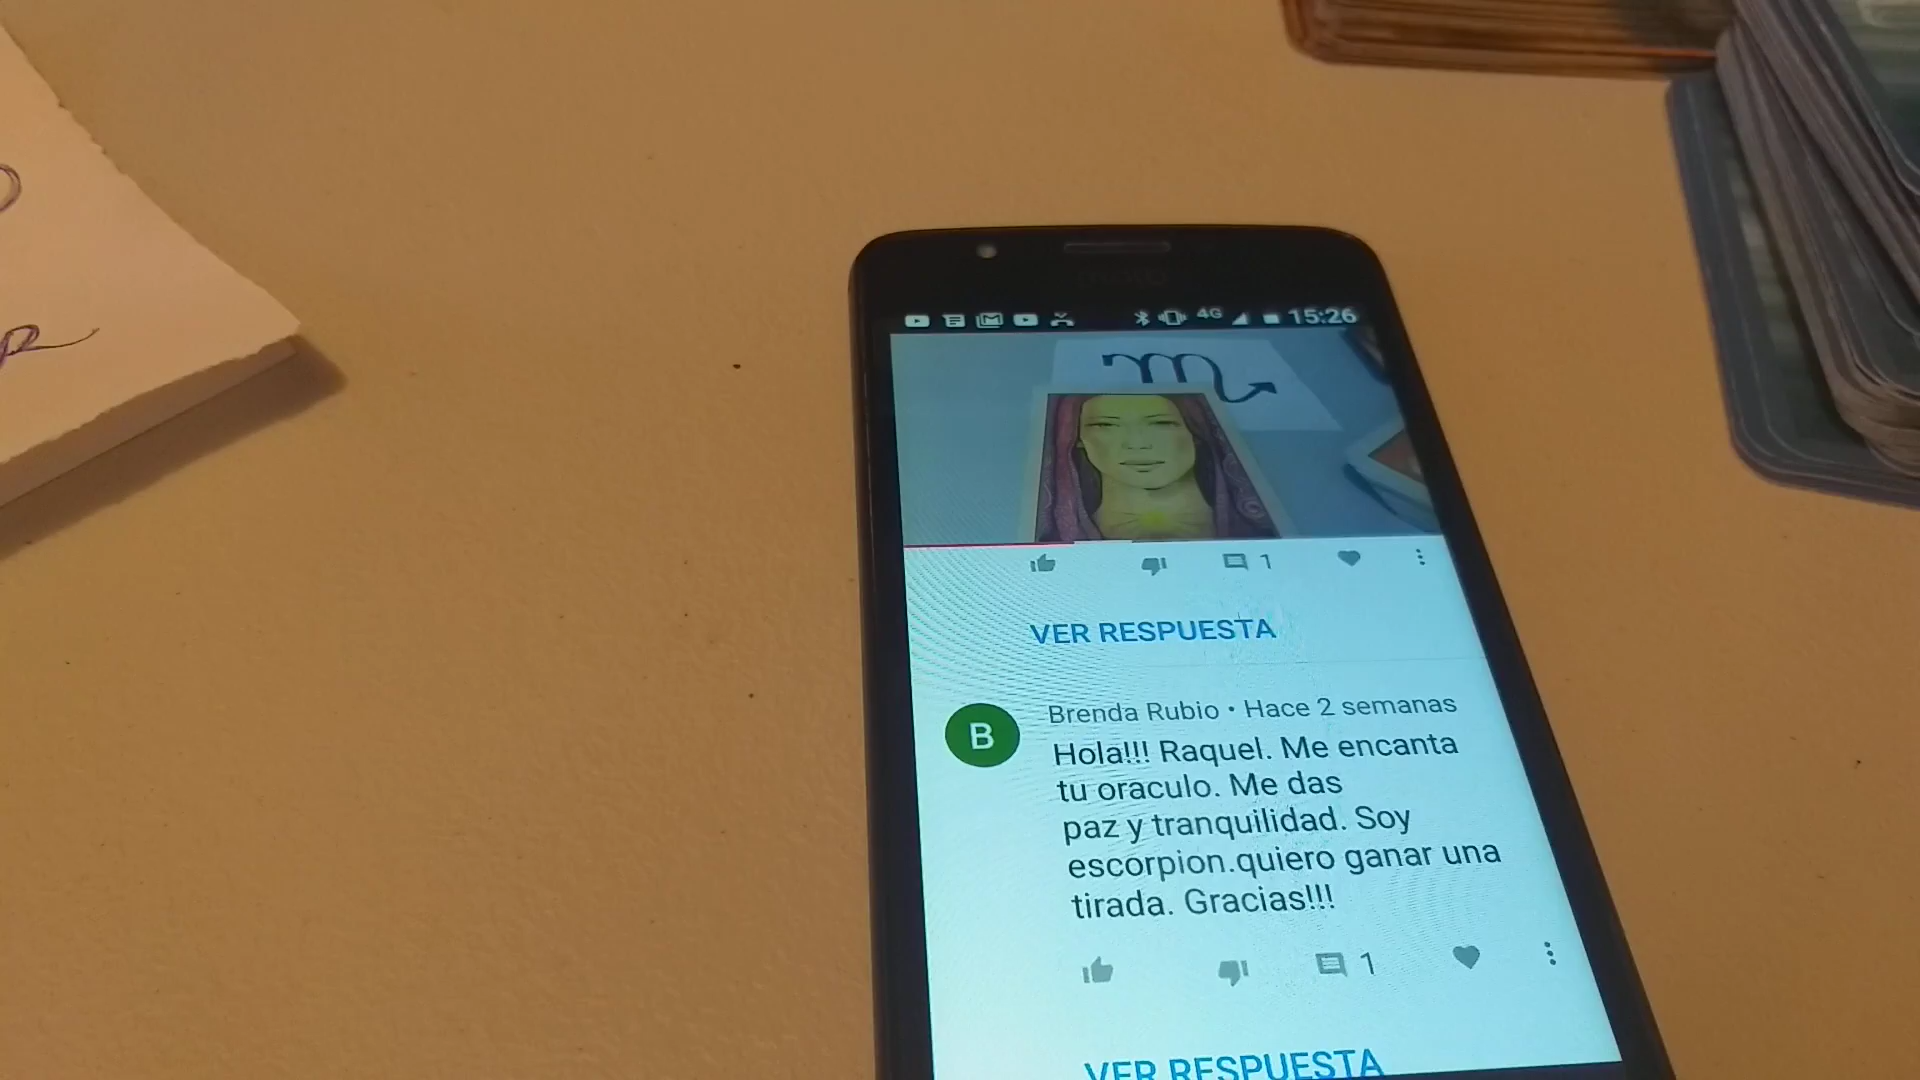 4G 15:26
1
VER RESPUESTA
B
Brenda Rubio • Hace 2 semanas
Hola!!! Raquel. Me encanta
tu oraculo. Me das
paz y tranquilidad. Soy
escorpion.quiero ganar una
tirada. Gracias!!!
1
VER RESPUESTA